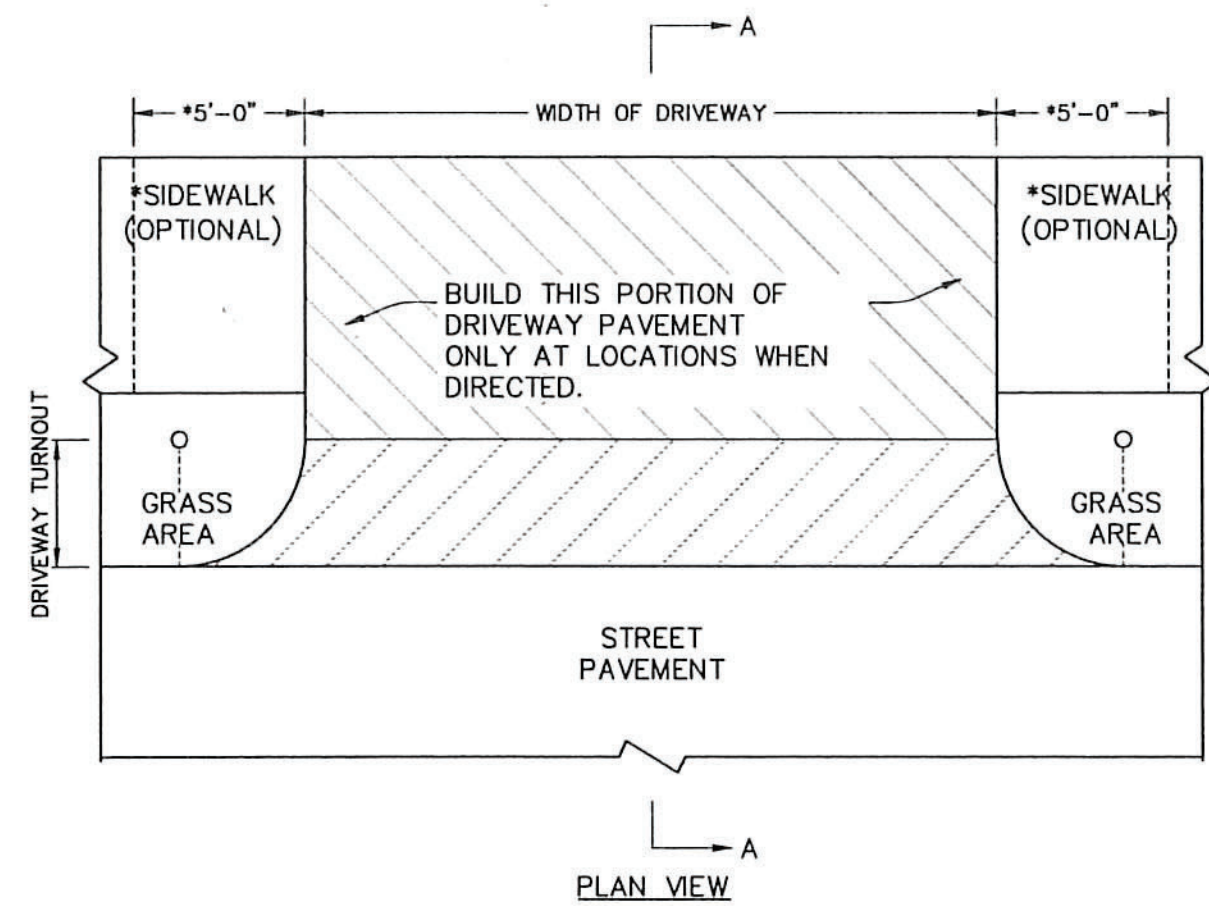 A
*5'-0"
WIDTH OF DRIVEWAY
*5'-0"
*SIDEWALK
(OPTIONAL)
*SIDEWALK
(OPTIONAL)
BUILD THIS PORTION OF
DRIVEWAY PAVEMENT
ONLY AT LOCATIONS WHEN
DIRECTED.
DRIVEWAY TURNOUT
GRASS
AREA
GRASS
AREA
STREET
PAVEMENT
A
PLAN VIEW